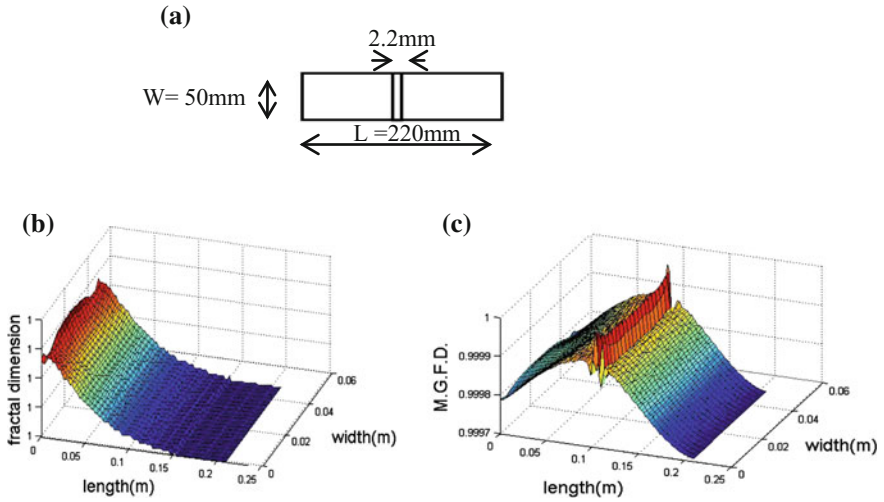 (a)
2.2mm
W= 50mm
L =220mm
(b)
fractal dimension
1
1
1
1
1
1
0
0.05
0.1
0.15
0.2
0.25
length(m)
0
0.02
0.04
0.06
width(m)
(c)
M.G.F.D.
1
0.9999
0.9998
0.9997
0
0.05
0.1
0.15
0.20
0.25
length(m)
0
0.02
0.04
0.06
width(m)